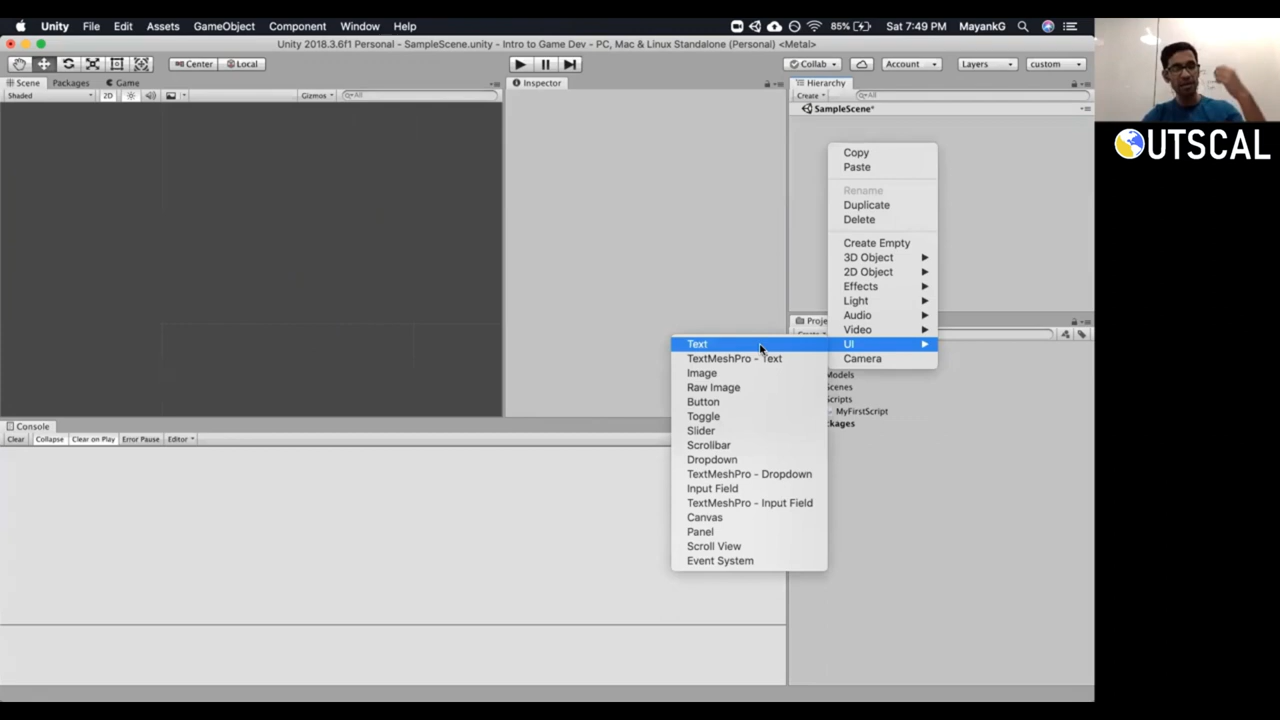 Unity File Edit Assets GameObject Component Window Help 85% Sat 7:49 PM MayankG
Unity 2018.3.6f1 Personal - SampleScene.unity - Intro to Game Dev - PC, Mac & Linux Standalone (Personal) <Metal>
Center Local Collab Account Layers custom
Scene Packages Game Inspector Hierarchy
Shaded 2D Gizmos All Create All
SampleScene*
Copy
Paste
Rename
Duplicate
Delete
Create Empty
3D Object
2D Object
Effects
Light
Audio
Video
UI
Camera
Text
TextMeshPro - Text
Image
Raw Image
Button
Toggle
Slider
Scrollbar
Dropdown
TextMeshPro - Dropdown
Input Field
TextMeshPro - Input Field
Canvas
Panel
Scroll View
Event System
Proje
Models
Scenes
Scripts
MyFirstScript
kages
Console
Clear Collapse Clear on Play Error Pause Editor
OUTSCAL